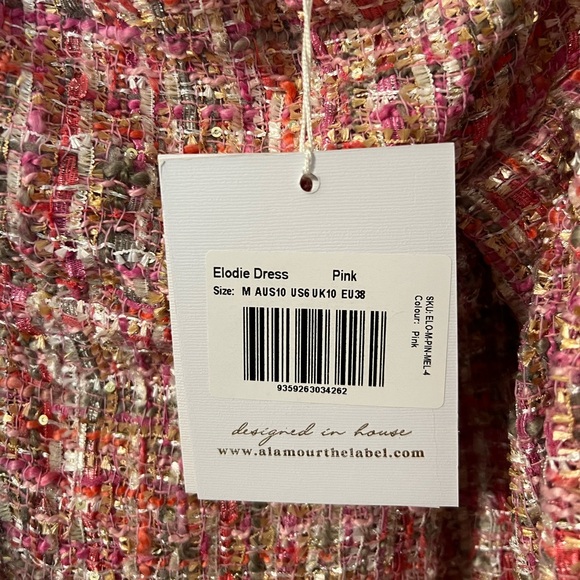 Elodie Dress Pink
Size: M AUS10 US6 UK10 EU38
9359263034262
SKU: ELO-M-PIN-MEL-4
Colour: Pink
designed in house
www.alamourthelabel.com